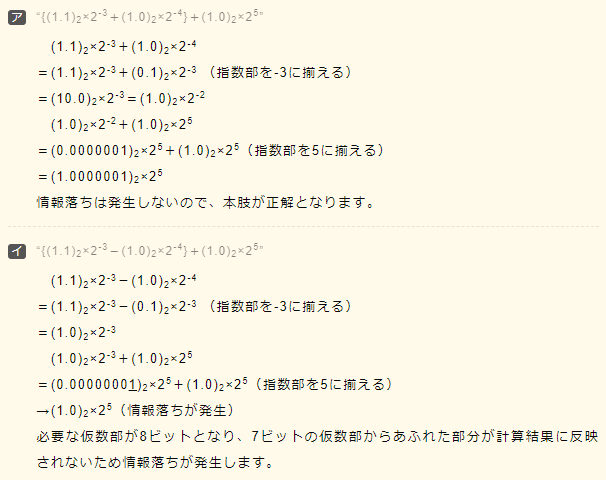 ア “{(1.1)₂×2⁻³＋(1.0)₂×2⁻⁴}＋(1.0)₂×2⁵”
(1.1)₂×2⁻³＋(1.0)₂×2⁻⁴
＝(1.1)₂×2⁻³＋(0.1)₂×2⁻³ （指数部を-3に揃える）
＝(10.0)₂×2⁻³＝(1.0)₂×2⁻²
(1.0)₂×2⁻²＋(1.0)₂×2⁵
＝(0.0000001)₂×2⁵＋(1.0)₂×2⁵（指数部を5に揃える）
＝(1.0000001)₂×2⁵
情報落ちは発生しないので、本肢が正解となります。
イ “{(1.1)₂×2⁻³－(1.0)₂×2⁻⁴}＋(1.0)₂×2⁵”
(1.1)₂×2⁻³－(1.0)₂×2⁻⁴
＝(1.1)₂×2⁻³－(0.1)₂×2⁻³ （指数部を-3に揃える）
＝(1.0)₂×2⁻³
(1.0)₂×2⁻³＋(1.0)₂×2⁵
＝(0.00000001)₂×2⁵＋(1.0)₂×2⁵（指数部を5に揃える）
→(1.0)₂×2⁵（情報落ちが発生）
必要な仮数部が8ビットとなり、7ビットの仮数部からあふれた部分が計算結果に反映
されないため情報落ちが発生します。